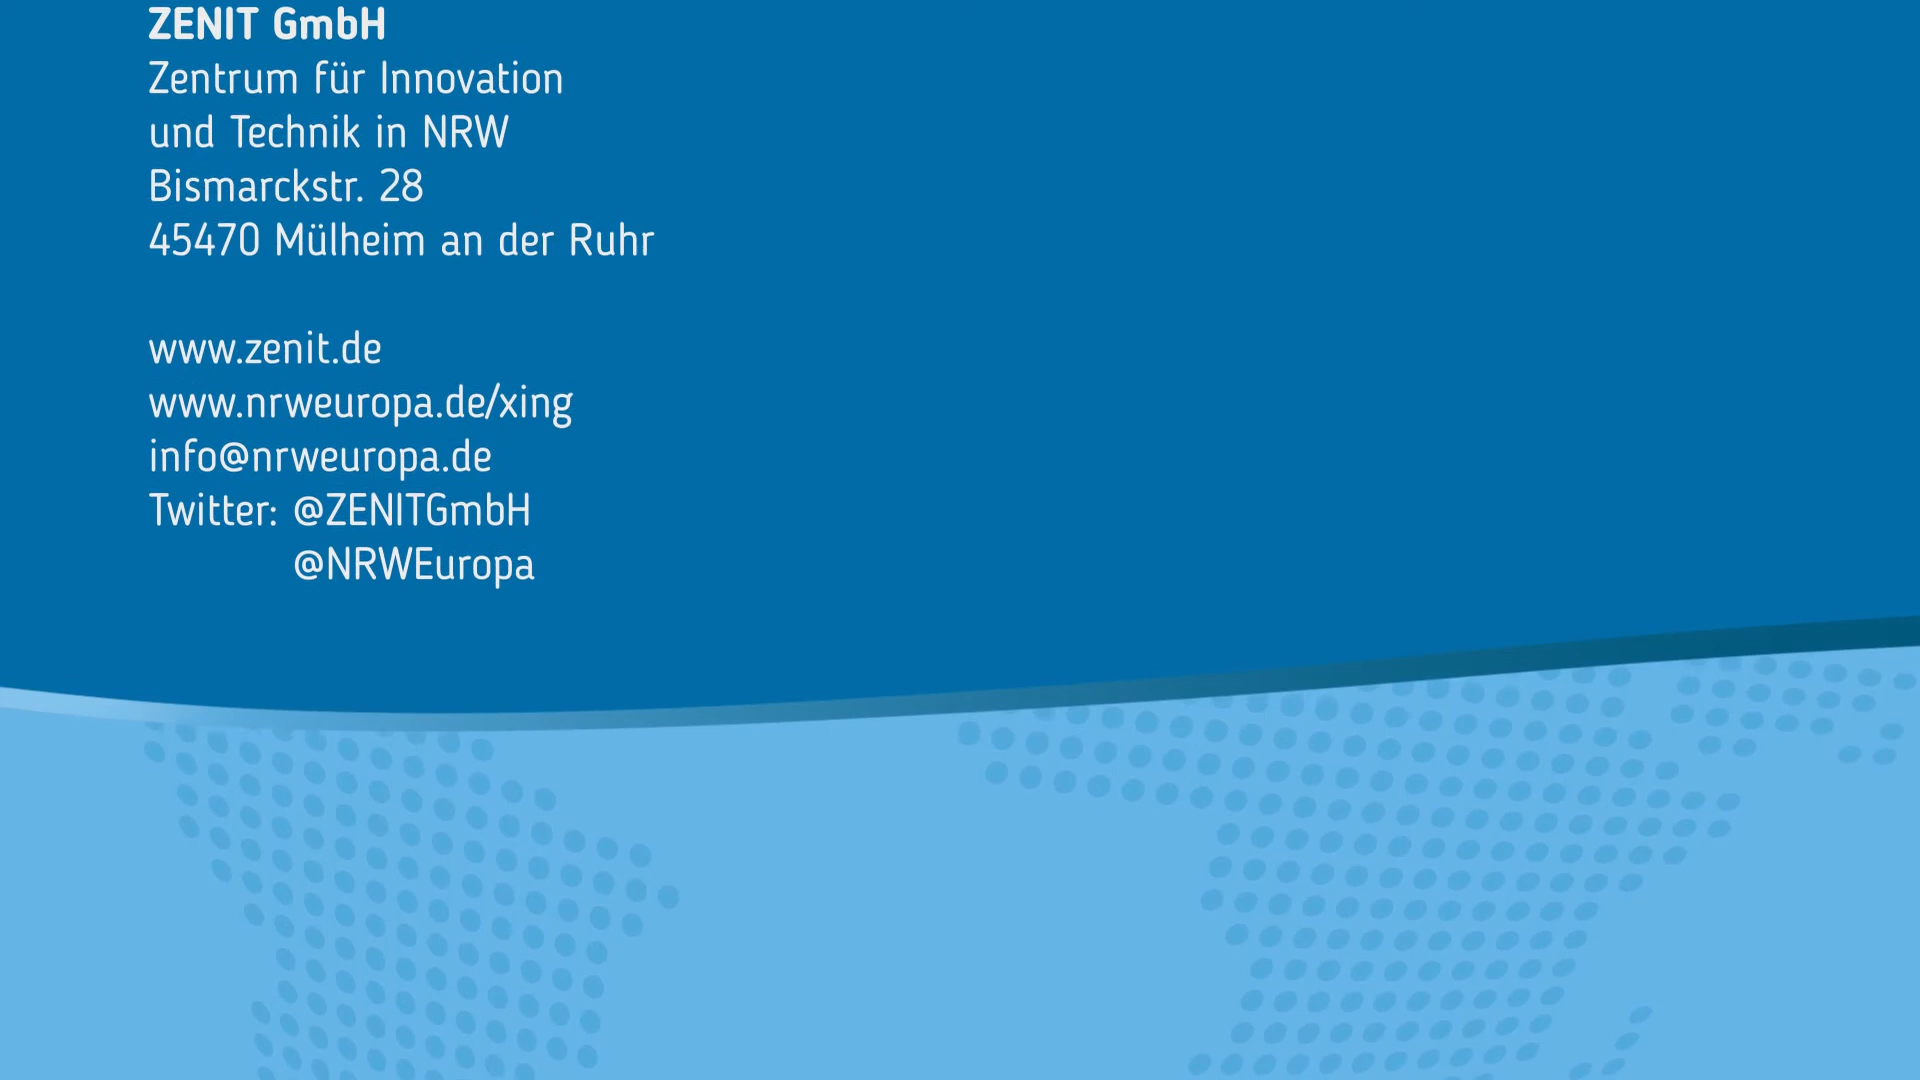 ZENIT GmbH
Zentrum für Innovation
und Technik in NRW
Bismarckstr. 28
45470 Mülheim an der Ruhr
www.zenit.de
www.nrweuropa.de/xing
info@nrweuropa.de
Twitter: @ZENITGmbH
@NRWEuropa